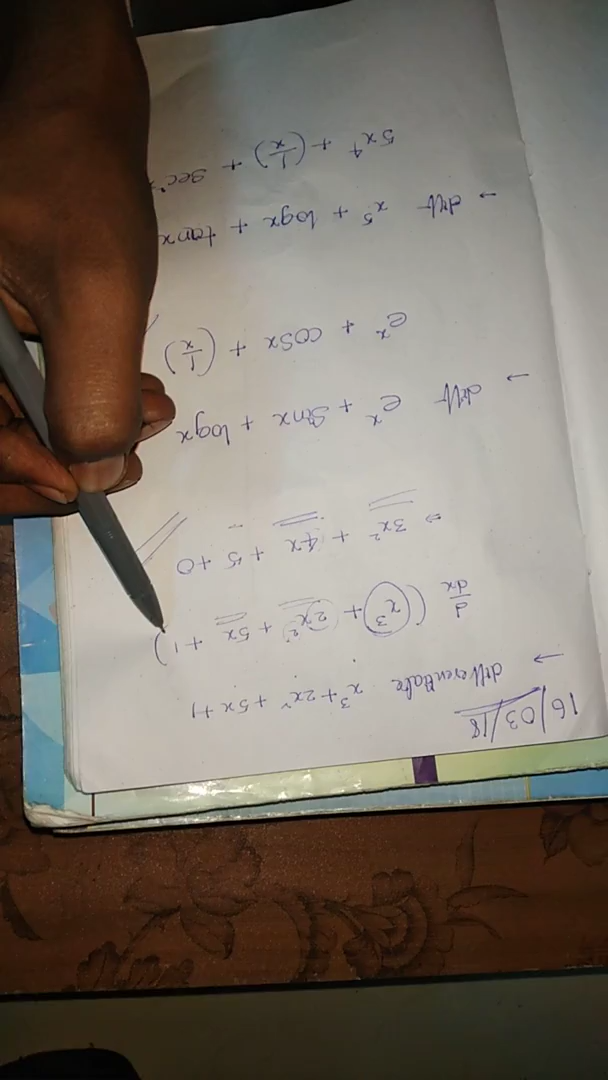 16/03/18
→ differentiate x³+2x²+5x+1
d/dx (x³ + 2x² + 5x + 1)
⇒ 3x² + 4x + 5 + 0
→ diff eˣ + sinx + logx
eˣ + cosx + (1/x)
→ diff x⁵ + logx + tanx
5x⁴ + (1/x) + sec²x